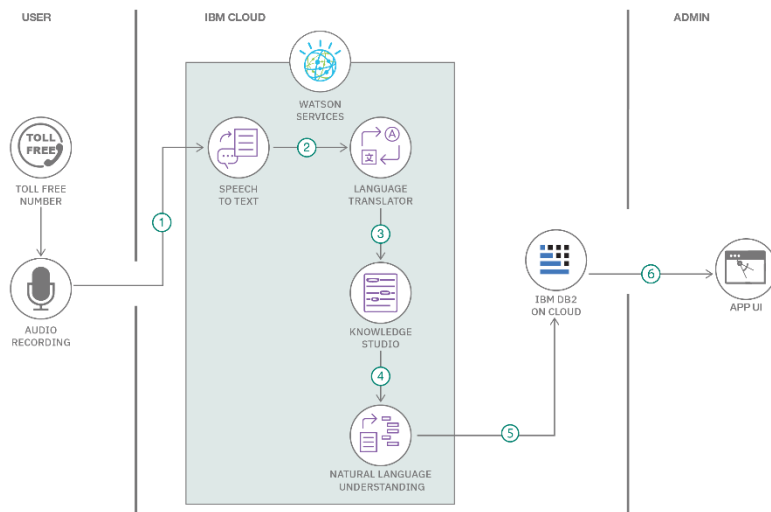 USER
IBM CLOUD
ADMIN
WATSON
SERVICES
TOLL
FREE
TOLL FREE
NUMBER
1
SPEECH
TO TEXT
2
A
文
LANGUAGE
TRANSLATOR
3
AUDIO
RECORDING
KNOWLEDGE
STUDIO
4
NATURAL LANGUAGE
UNDERSTANDING
5
IBM DB2
ON CLOUD
6
APP UI